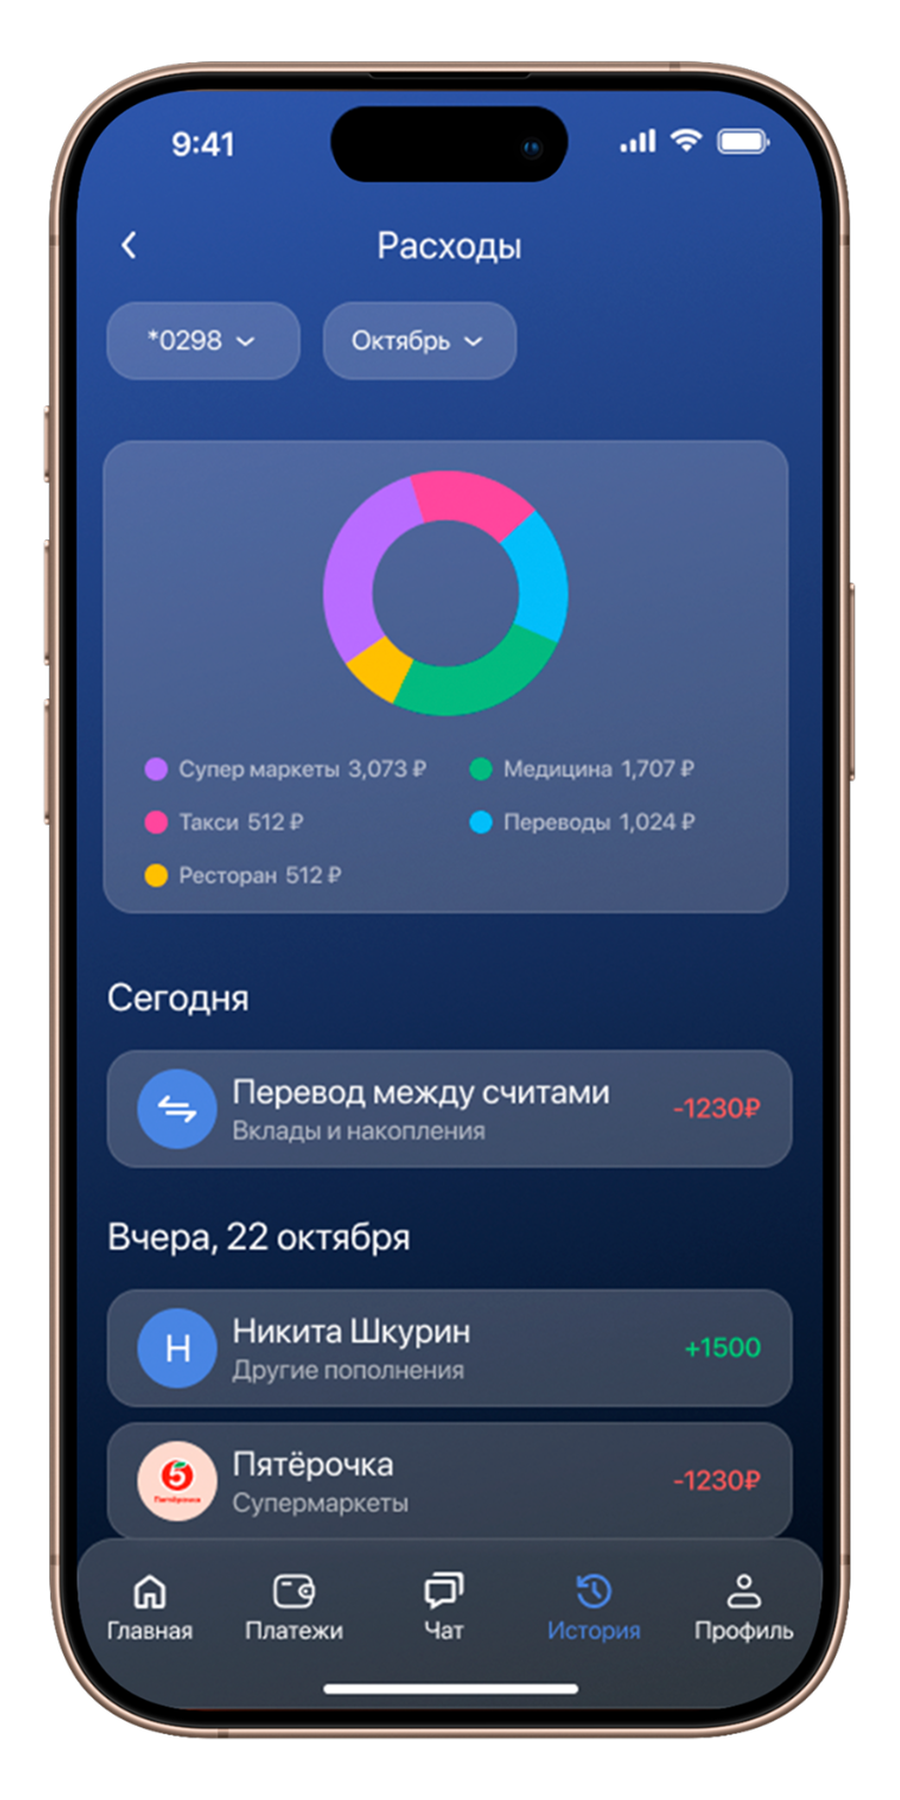 9:41
Расходы
*0298
Октябрь
Супер маркеты 3,073 ₽
Медицина 1,707 ₽
Такси 512 ₽
Переводы 1,024 ₽
Ресторан 512 ₽
Сегодня
Перевод между считами
Вклады и накопления
-1230₽
Вчера, 22 октября
Н
Никита Шкурин
Другие пополнения
+1500
5
Пятёрочка
Пятёрочка
Супермаркеты
-1230₽
Главная
Платежи
Чат
История
Профиль